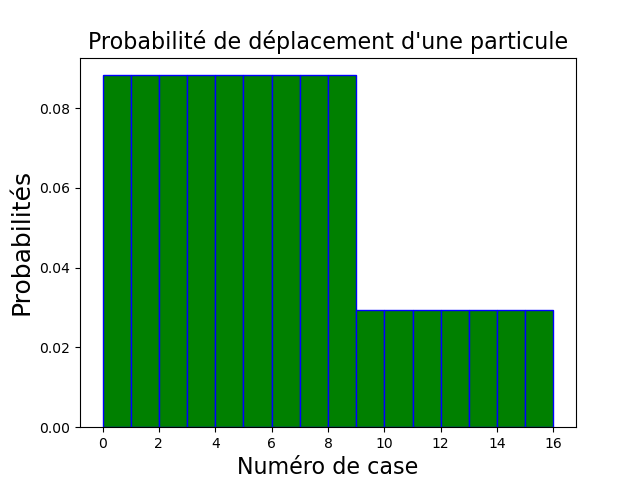 Probabilité de déplacement d'une particule
Probabilités
0.08
0.06
0.04
0.02
0.00
0 2 4 6 8 10 12 14 16
Numéro de case